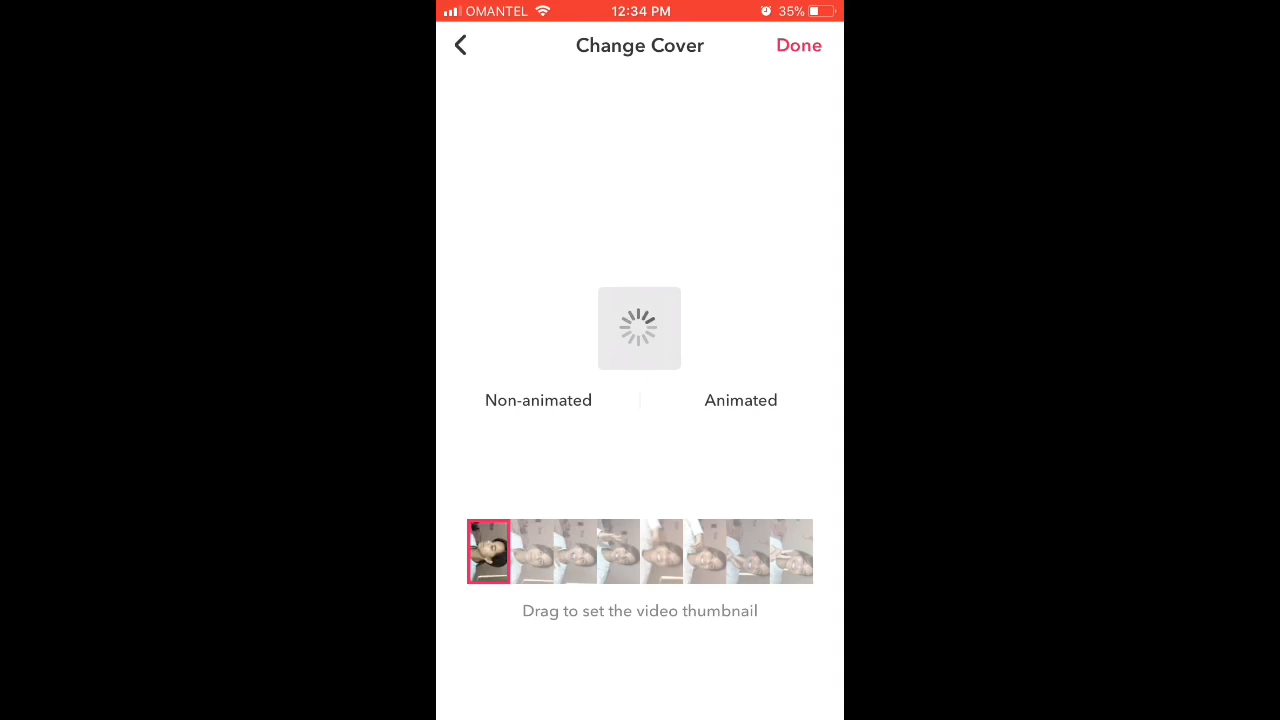 OMANTEL 12:34 PM 35%
Change Cover Done
Non-animated Animated
Drag to set the video thumbnail